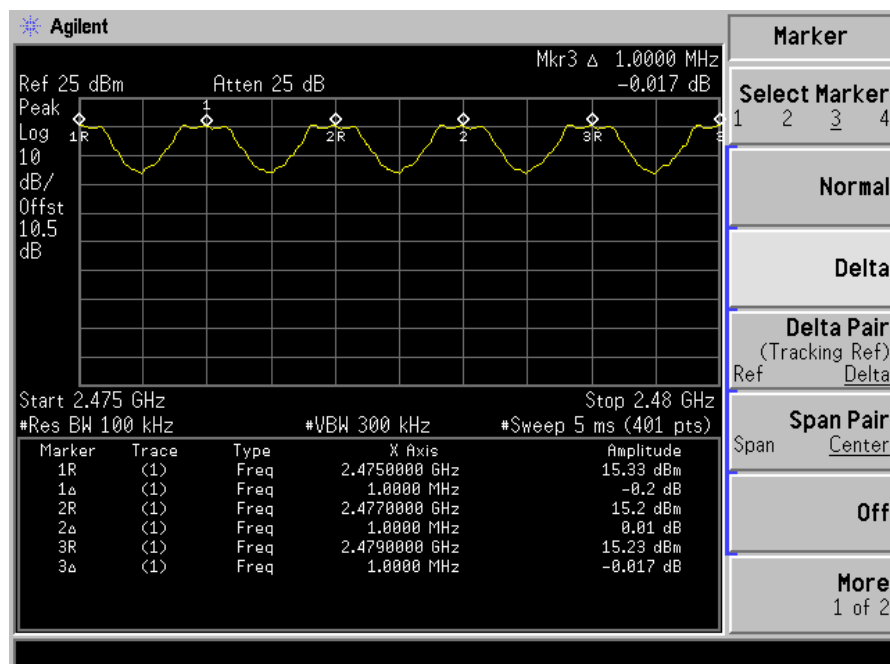 Agilent
Marker
Mkr3 Δ 1.0000 MHz
Ref 25 dBm Atten 25 dB -0.017 dB
Peak
Log
10
dB/
Offst
10.5
dB
1
1R 2R 2 3R 3
Start 2.475 GHz Stop 2.48 GHz
#Res BW 100 kHz #VBW 300 kHz #Sweep 5 ms (401 pts)
Marker Trace Type X Axis Amplitude
1R (1) Freq 2.4750000 GHz 15.33 dBm
1Δ (1) Freq 1.0000 MHz -0.2 dB
2R (1) Freq 2.4770000 GHz 15.2 dBm
2Δ (1) Freq 1.0000 MHz 0.01 dB
3R (1) Freq 2.4790000 GHz 15.23 dBm
3Δ (1) Freq 1.0000 MHz -0.017 dB
Select Marker
1 2 3 4
Normal
Delta
Delta Pair
(Tracking Ref)
Ref Delta
Span Pair
Span Center
Off
More
1 of 2